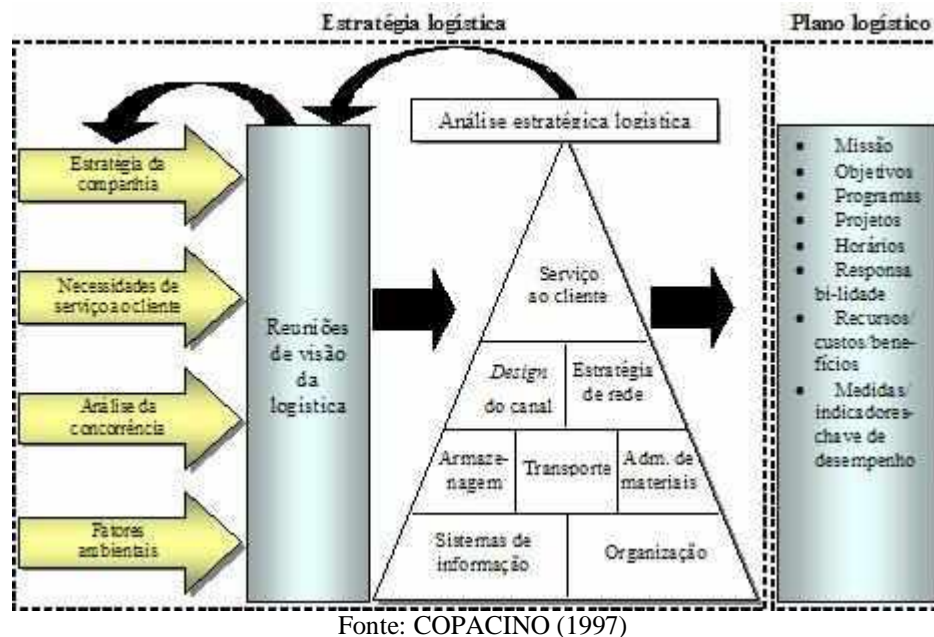 Estratégia logística
Plano logístico
Estratégia da
companhia
Necessidades de
serviço ao cliente
Análise da
concorrência
Fatores
ambientais
Reuniões
de visão
da
logística
Análise estratégica logistica
Serviço
ao cliente
Design
do canal
Estratégia
de rede
Armaze-
nagem
Transporte
Adm. de
materiais
Sistemas de
informação
Organização
• Missão
• Objetivos
• Programas
• Projetos
• Horários
• Responsa
bi-lidade
• Recursos/
custos/bene-
fícios
• Medidas/
indicadores-
chave de
desempenho
Fonte: COPACINO (1997)